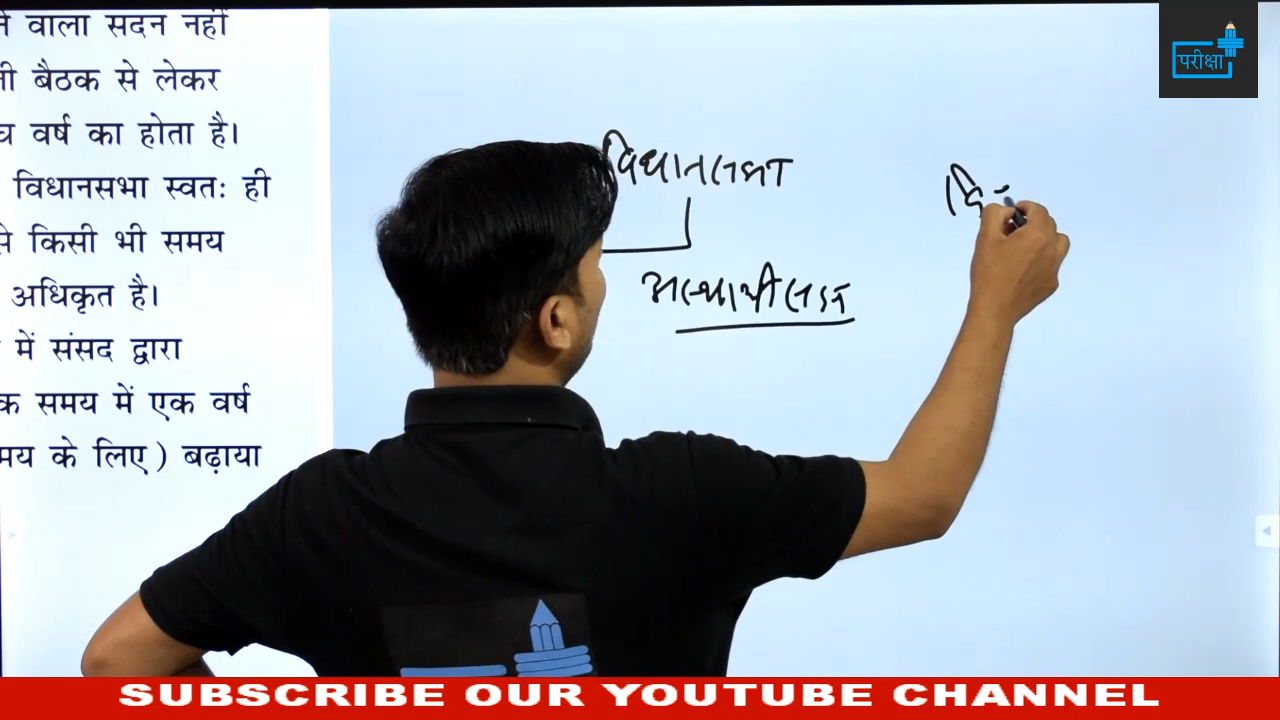 ने वाला सदन नहीं
बैठक से लेकर
वर्ष का होता है।
विधानसभा स्वतः ही
से किसी भी समय
अधिकृत है।
में संसद द्वारा
क समय में एक वर्ष
मय के लिए) बढ़ाया
विधानसभा
अस्थायी सदन
परीक्षा
SUBSCRIBE OUR YOUTUBE CHANNEL